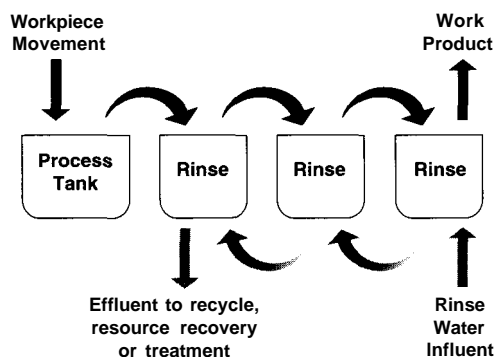 Workpiece
Movement
Work
Product
Process
Tank
Rinse
Rinse
Rinse
Effluent to recycle,
resource recovery
or treatment
Rinse
Water
Influent